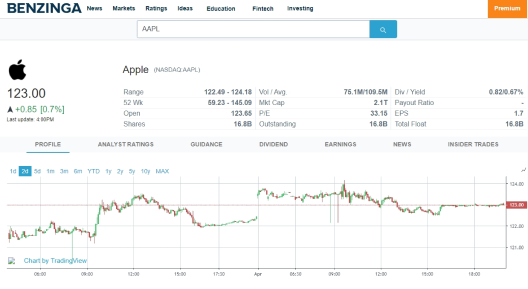 BENZINGA News Markets Ratings Ideas Education Fintech Investing Premium
AAPL
Apple (NASDAQ:AAPL)
123.00
+0.85 [0.7%]
Last update: 4:00PM
Range 122.49 - 124.18 Vol / Avg. 75.1M/109.5M Div / Yield 0.82/0.67%
52 Wk 59.23 - 145.09 Mkt Cap 2.1T Payout Ratio -
Open 123.65 P/E 33.15 EPS 1.7
Shares 16.8B Outstanding 16.8B Total Float 16.8B
PROFILE ANALYST RATINGS GUIDANCE DIVIDEND EARNINGS NEWS INSIDER TRADES
1d 2d 5d 1m 3m 6m YTD 1y 2y 5y 10y MAX
124.00
123.00
122.00
121.00
Chart by TradingView
06:00 09:00 12:00 15:00 17:30 Apr 06:30 09:30 12:00 15:00 18:00